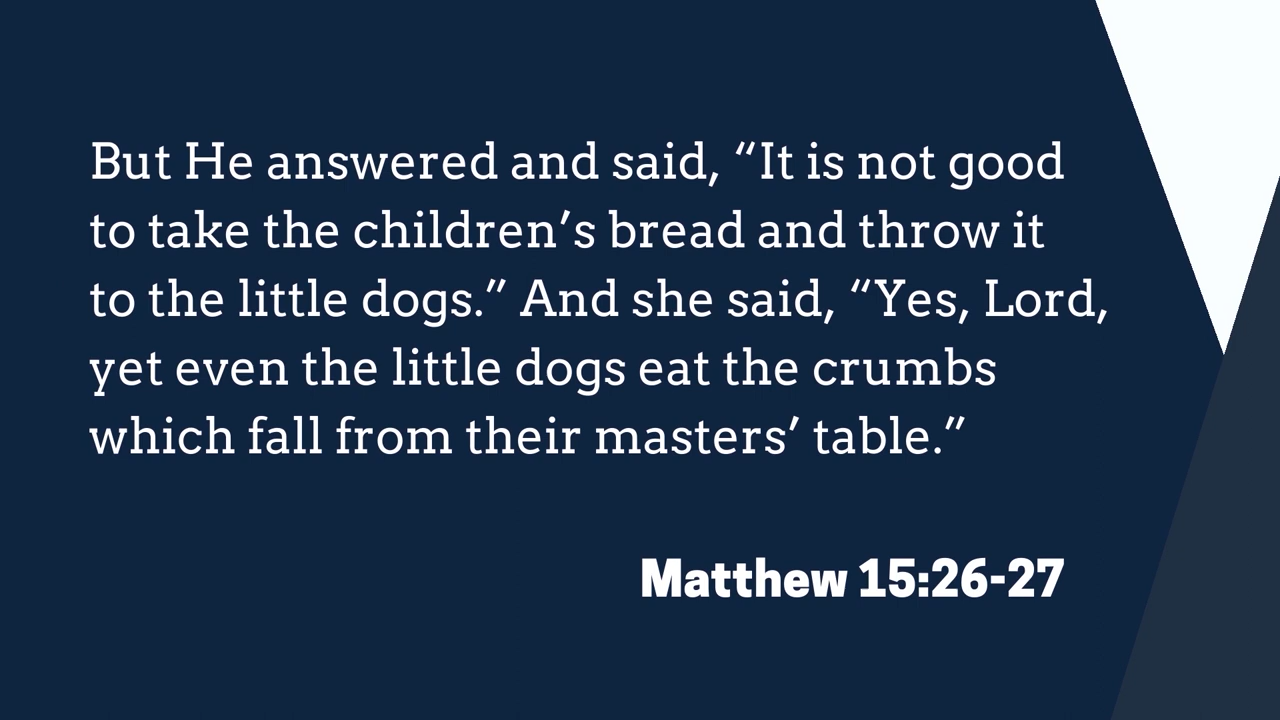 But He answered and said, “It is not good
to take the children’s bread and throw it
to the little dogs.” And she said, “Yes, Lord,
yet even the little dogs eat the crumbs
which fall from their masters’ table.”
Matthew 15:26-27